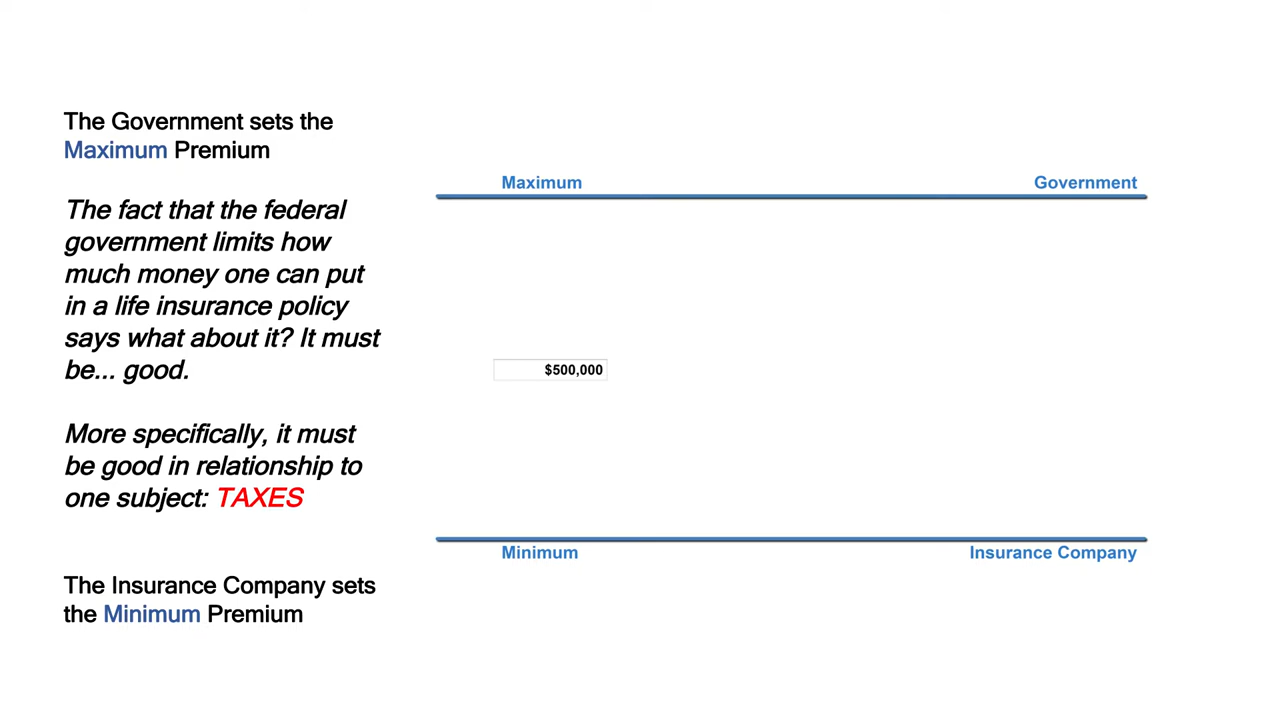 The Government sets the
Maximum Premium
The fact that the federal
government limits how
much money one can put
in a life insurance policy
says what about it? It must
be... good.
More specifically, it must
be good in relationship to
one subject: TAXES
The Insurance Company sets
the Minimum Premium
Maximum
Government
$500,000
Minimum
Insurance Company